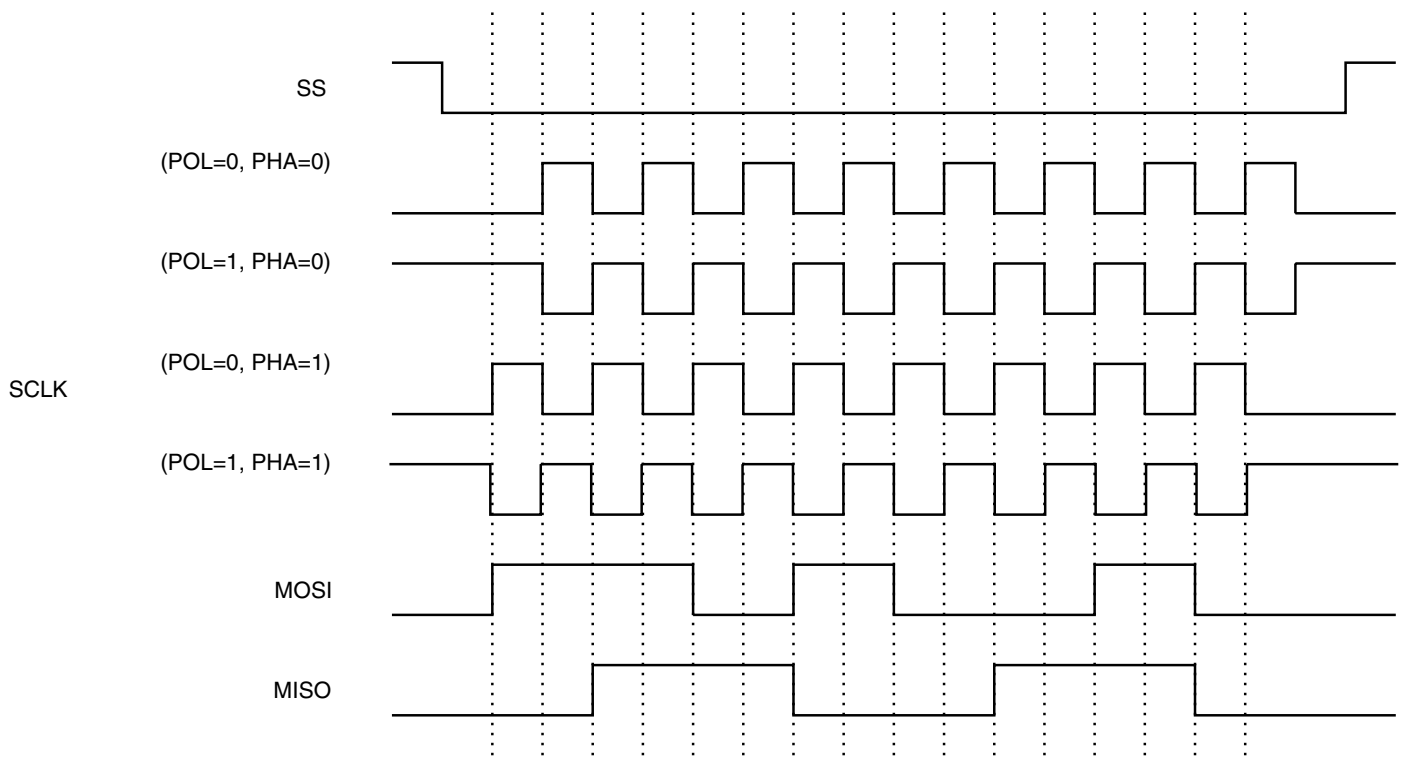 SS
(POL=0, PHA=0)
(POL=1, PHA=0)
(POL=0, PHA=1)
SCLK
(POL=1, PHA=1)
MOSI
MISO